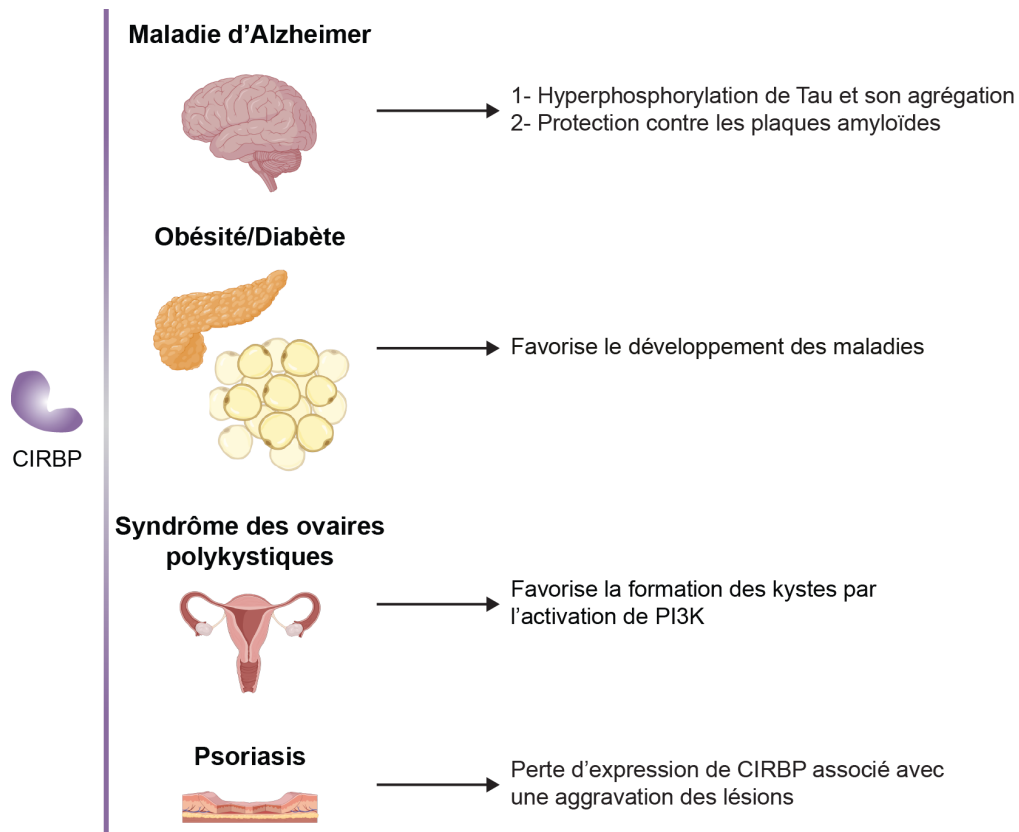 Maladie d’Alzheimer
1- Hyperphosphorylation de Tau et son agrégation
2- Protection contre les plaques amyloïdes
Obésité/Diabète
Favorise le développement des maladies
CIRBP
Syndrôme des ovaires
polykystiques
Favorise la formation des kystes par
l’activation de PI3K
Psoriasis
Perte d’expression de CIRBP associé avec
une aggravation des lésions